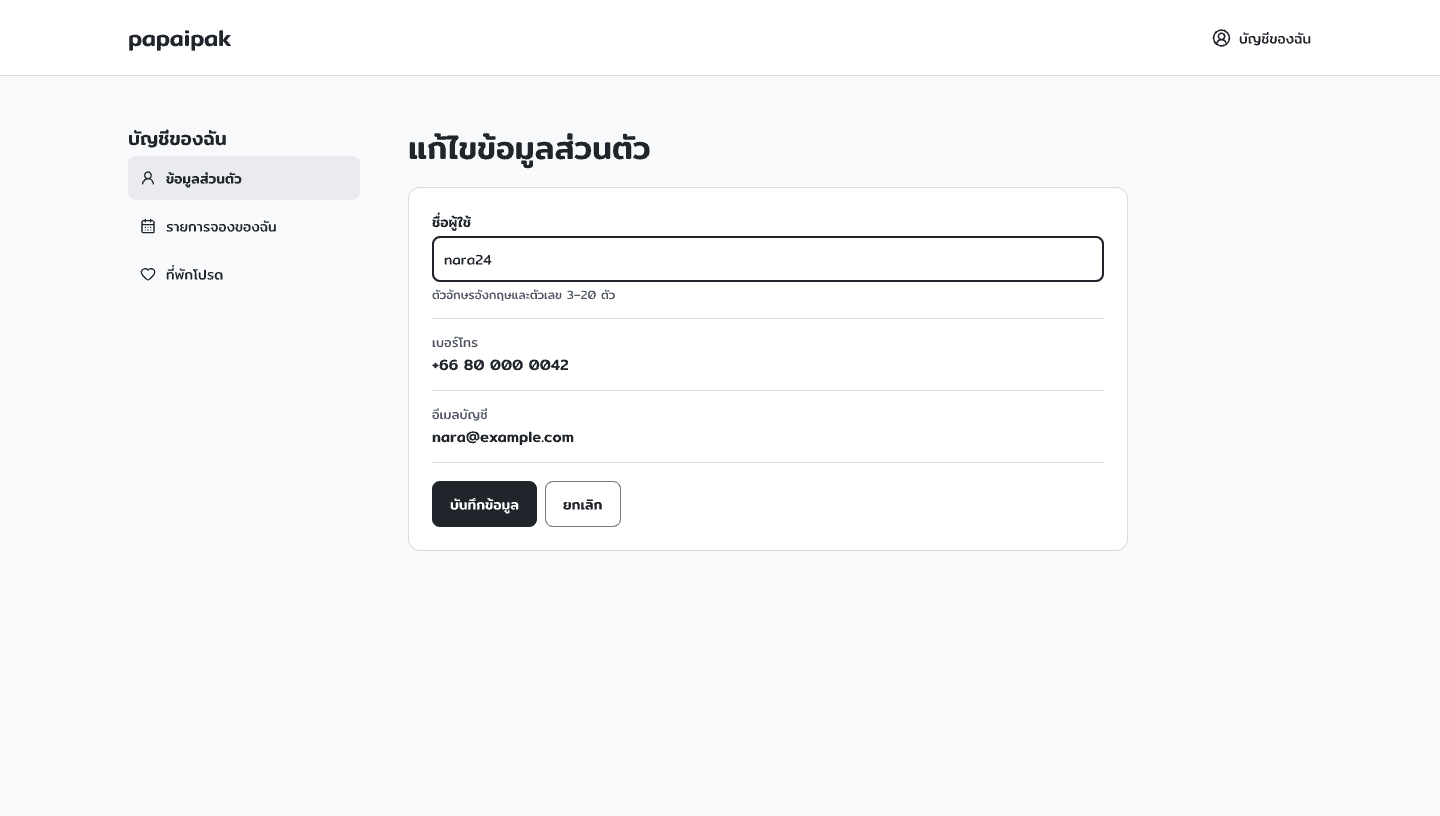 papaipak
บัญชีของฉัน
บัญชีของฉัน
ข้อมูลส่วนตัว
รายการจองของฉัน
ที่พักโปรด
แก้ไขข้อมูลส่วนตัว
ชื่อผู้ใช้
nara24
ตัวอักษรอังกฤษและตัวเลข 3–20 ตัว
เบอร์โทร
+66 80 000 0042
อีเมลบัญชี
nara@example.com
บันทึกข้อมูล
ยกเลิก